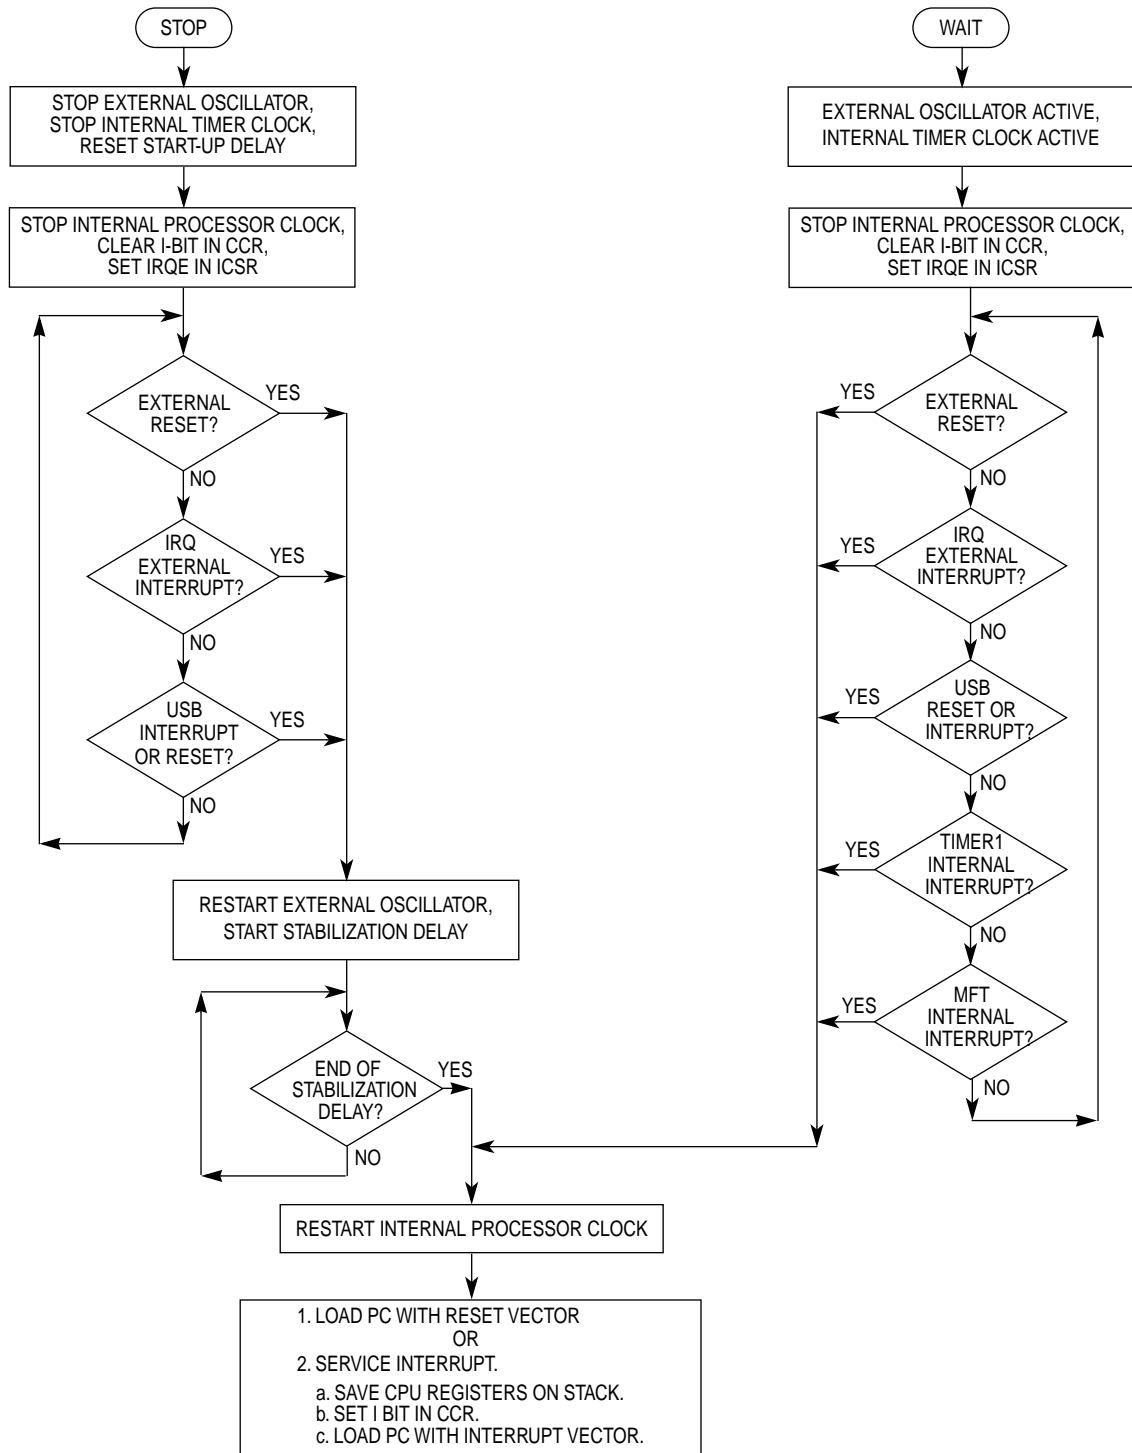 STOP
STOP EXTERNAL OSCILLATOR,
STOP INTERNAL TIMER CLOCK,
RESET START-UP DELAY
STOP INTERNAL PROCESSOR CLOCK,
CLEAR I-BIT IN CCR,
SET IRQE IN ICSR
EXTERNAL
RESET?
YES
NO
IRQ
EXTERNAL
INTERRUPT?
YES
NO
USB
INTERRUPT
OR RESET?
YES
NO
RESTART EXTERNAL OSCILLATOR,
START STABILIZATION DELAY
END OF
STABILIZATION
DELAY?
YES
NO
WAIT
EXTERNAL OSCILLATOR ACTIVE,
INTERNAL TIMER CLOCK ACTIVE
STOP INTERNAL PROCESSOR CLOCK,
CLEAR I-BIT IN CCR,
SET IRQE IN ICSR
EXTERNAL
RESET?
YES
NO
IRQ
EXTERNAL
INTERRUPT?
YES
NO
USB
RESET OR
INTERRUPT?
YES
NO
TIMER1
INTERNAL
INTERRUPT?
YES
NO
MFT
INTERNAL
INTERRUPT?
YES
NO
RESTART INTERNAL PROCESSOR CLOCK
1. LOAD PC WITH RESET VECTOR
OR
2. SERVICE INTERRUPT.
a. SAVE CPU REGISTERS ON STACK.
b. SET I BIT IN CCR.
c. LOAD PC WITH INTERRUPT VECTOR.